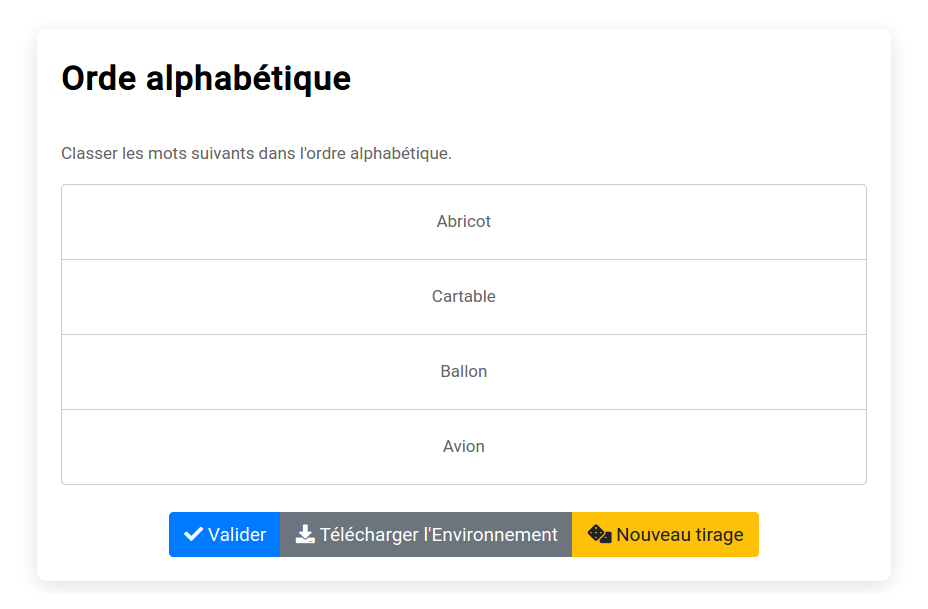 Orde alphabétique
Classer les mots suivants dans l'ordre alphabétique.
Abricot
Cartable
Ballon
Avion
Valider Télécharger l'Environnement Nouveau tirage